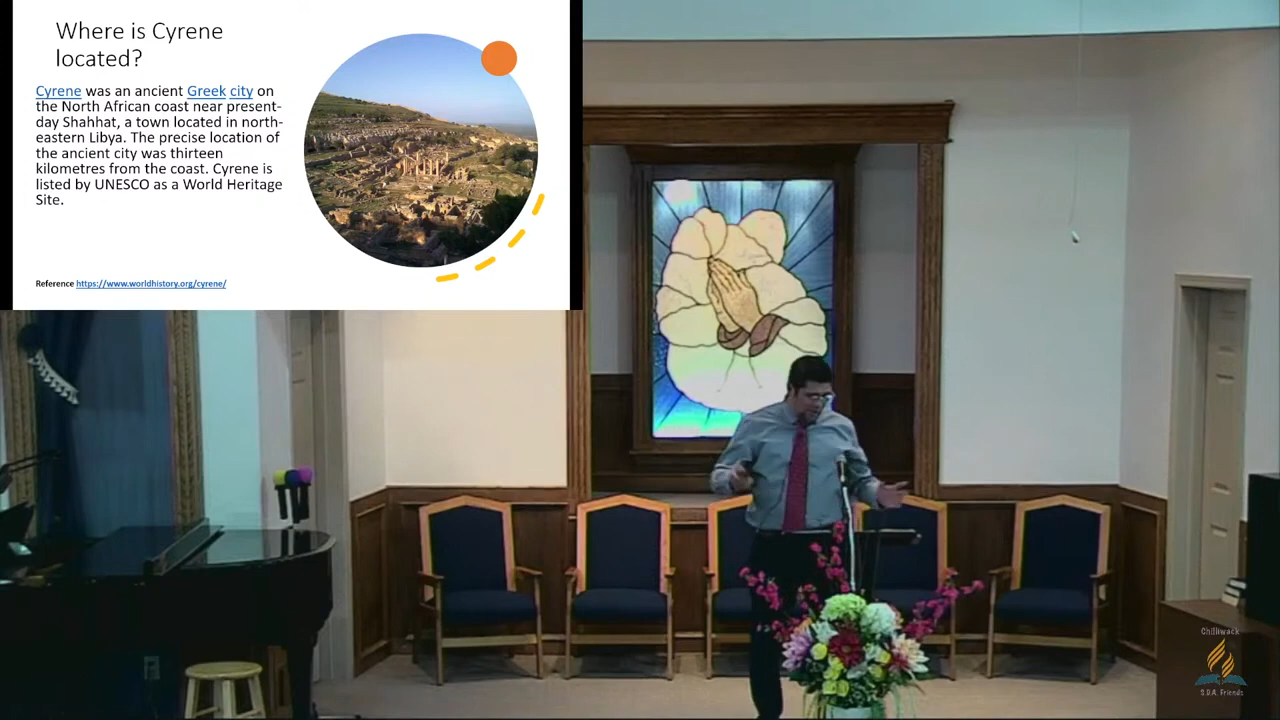 Where is Cyrene
located?
Cyrene was an ancient Greek city on
the North African coast near present-
day Shahhat, a town located in north-
eastern Libya. The precise location of
the ancient city was thirteen
kilometres from the coast. Cyrene is
listed by UNESCO as a World Heritage
Site.
Reference https://www.worldhistory.org/cyrene/
Chilliwack
S.D.A. Friends